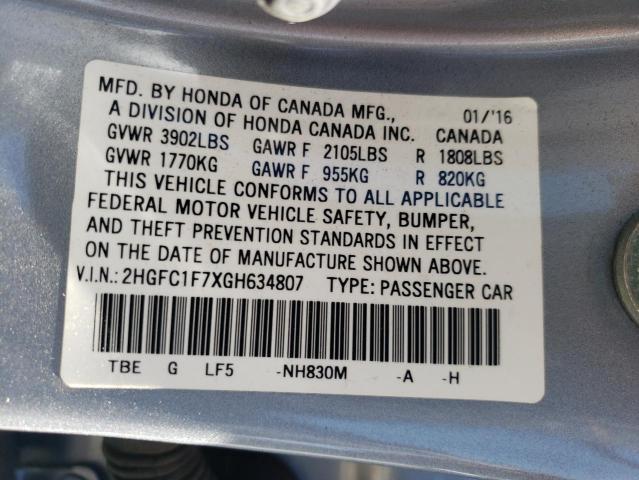 MFD. BY HONDA OF CANADA MFG., 01/'16
A DIVISION OF HONDA CANADA INC. CANADA
GVWR 3902LBS GAWR F 2105LBS R 1808LBS
GVWR 1770KG GAWR F 955KG R 820KG
THIS VEHICLE CONFORMS TO ALL APPLICABLE
FEDERAL MOTOR VEHICLE SAFETY, BUMPER,
AND THEFT PREVENTION STANDARDS IN EFFECT
ON THE DATE OF MANUFACTURE SHOWN ABOVE.
V.I.N.: 2HGFC1F7XGH634807 TYPE: PASSENGER CAR
TBE G LF5 -NH830M -A -H